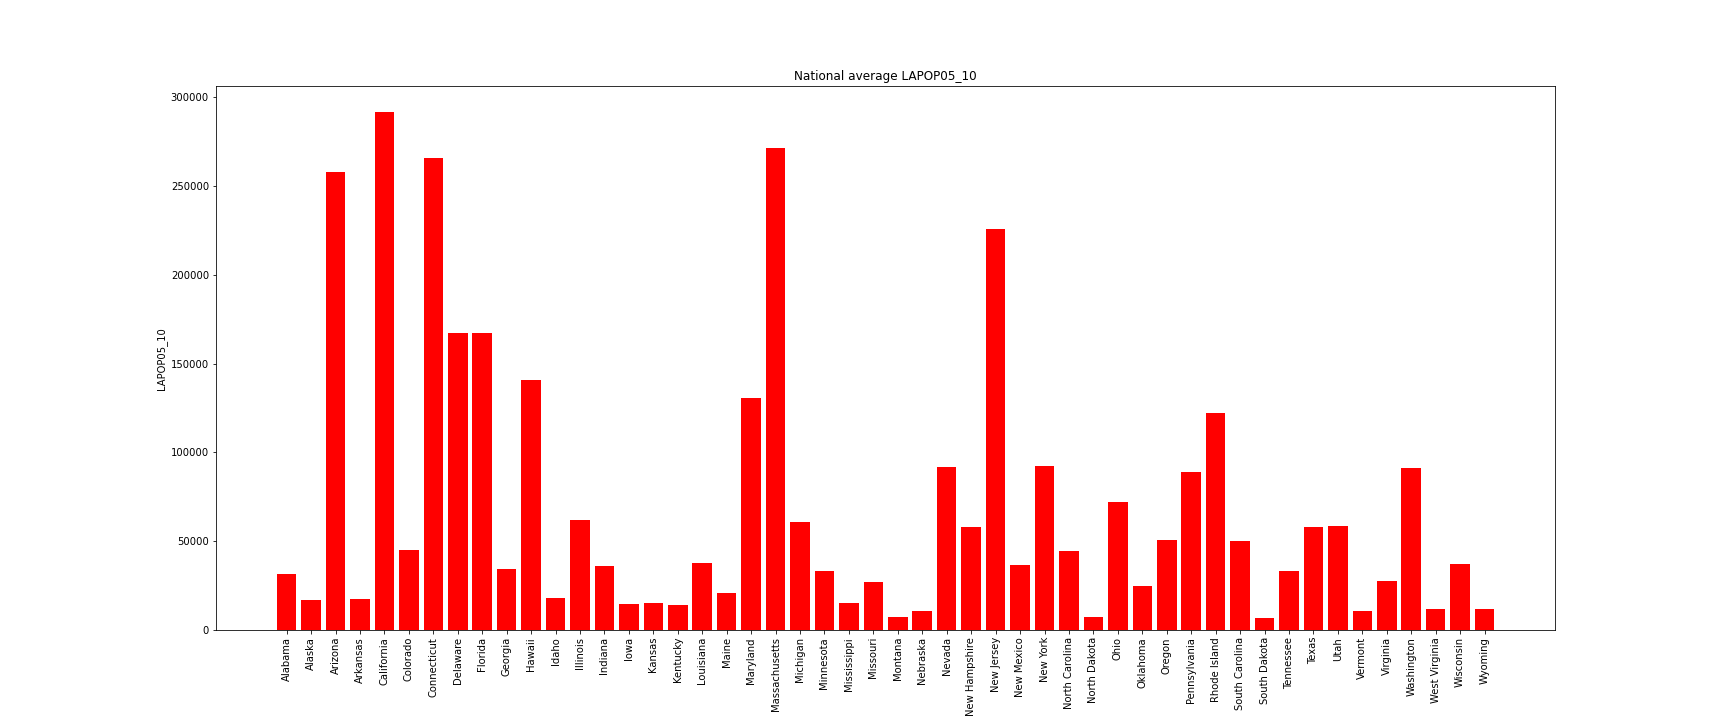 National average LAPOP05_10
LAPOP05_10
300000
250000
200000
150000
100000
50000
0
Alabama
Alaska
Arizona
Arkansas
California
Colorado
Connecticut
Delaware
Florida
Georgia
Hawaii
Idaho
Illinois
Indiana
Iowa
Kansas
Kentucky
Louisiana
Maine
Maryland
Massachusetts
Michigan
Minnesota
Mississippi
Missouri
Montana
Nebraska
Nevada
New Hampshire
New Jersey
New Mexico
New York
North Carolina
North Dakota
Ohio
Oklahoma
Oregon
Pennsylvania
Rhode Island
South Carolina
South Dakota
Tennessee
Texas
Utah
Vermont
Virginia
Washington
West Virginia
Wisconsin
Wyoming